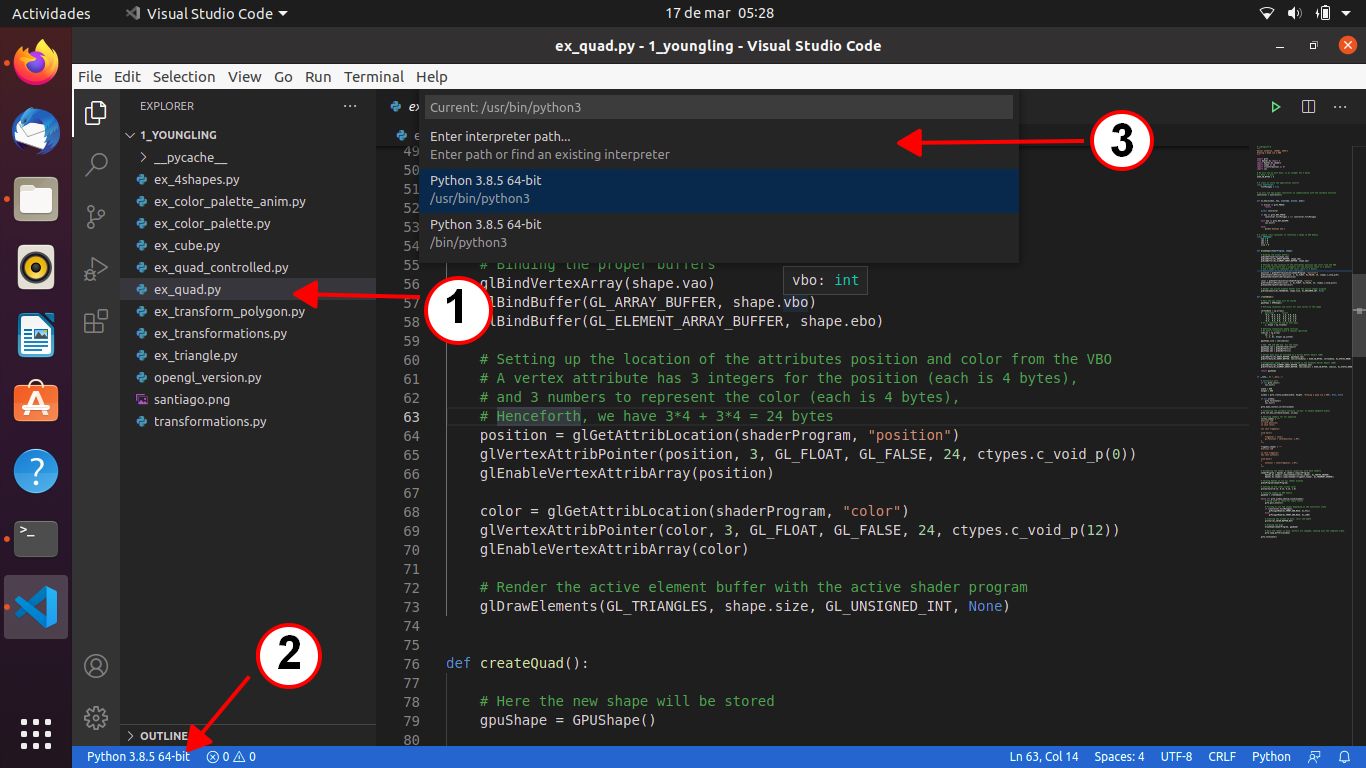 Actividades
Visual Studio Code
17 de mar 05:28
ex_quad.py - 1_youngling - Visual Studio Code
File Edit Selection View Go Run Terminal Help
EXPLORER
1_YOUNGLING
__pycache__
ex_4shapes.py
ex_color_palette_anim.py
ex_color_palette.py
ex_cube.py
ex_quad_controlled.py
ex_quad.py
ex_transform_polygon.py
ex_transformations.py
ex_triangle.py
opengl_version.py
santiago.png
transformations.py
OUTLINE
Current: /usr/bin/python3
Enter interpreter path...
Enter path or find an existing interpreter
Python 3.8.5 64-bit
/usr/bin/python3
Python 3.8.5 64-bit
/bin/python3
1
2
3
vbo: int
49
50
51
52
53
54
55 # Binding the proper buffers
56 glBindVertexArray(shape.vao)
57 glBindBuffer(GL_ARRAY_BUFFER, shape.vbo)
58 glBindBuffer(GL_ELEMENT_ARRAY_BUFFER, shape.ebo)
59
60 # Setting up the location of the attributes position and color from the VBO
61 # A vertex attribute has 3 integers for the position (each is 4 bytes),
62 # and 3 numbers to represent the color (each is 4 bytes),
63 # Henceforth, we have 3*4 + 3*4 = 24 bytes
64 position = glGetAttribLocation(shaderProgram, "position")
65 glVertexAttribPointer(position, 3, GL_FLOAT, GL_FALSE, 24, ctypes.c_void_p(0))
66 glEnableVertexAttribArray(position)
67
68 color = glGetAttribLocation(shaderProgram, "color")
69 glVertexAttribPointer(color, 3, GL_FLOAT, GL_FALSE, 24, ctypes.c_void_p(12))
70 glEnableVertexAttribArray(color)
71
72 # Render the active element buffer with the active shader program
73 glDrawElements(GL_TRIANGLES, shape.size, GL_UNSIGNED_INT, None)
74
75
76 def createQuad():
77
78 # Here the new shape will be stored
79 gpuShape = GPUShape()
80
Python 3.8.5 64-bit 0 0 Ln 63, Col 14 Spaces: 4 UTF-8 CRLF Python